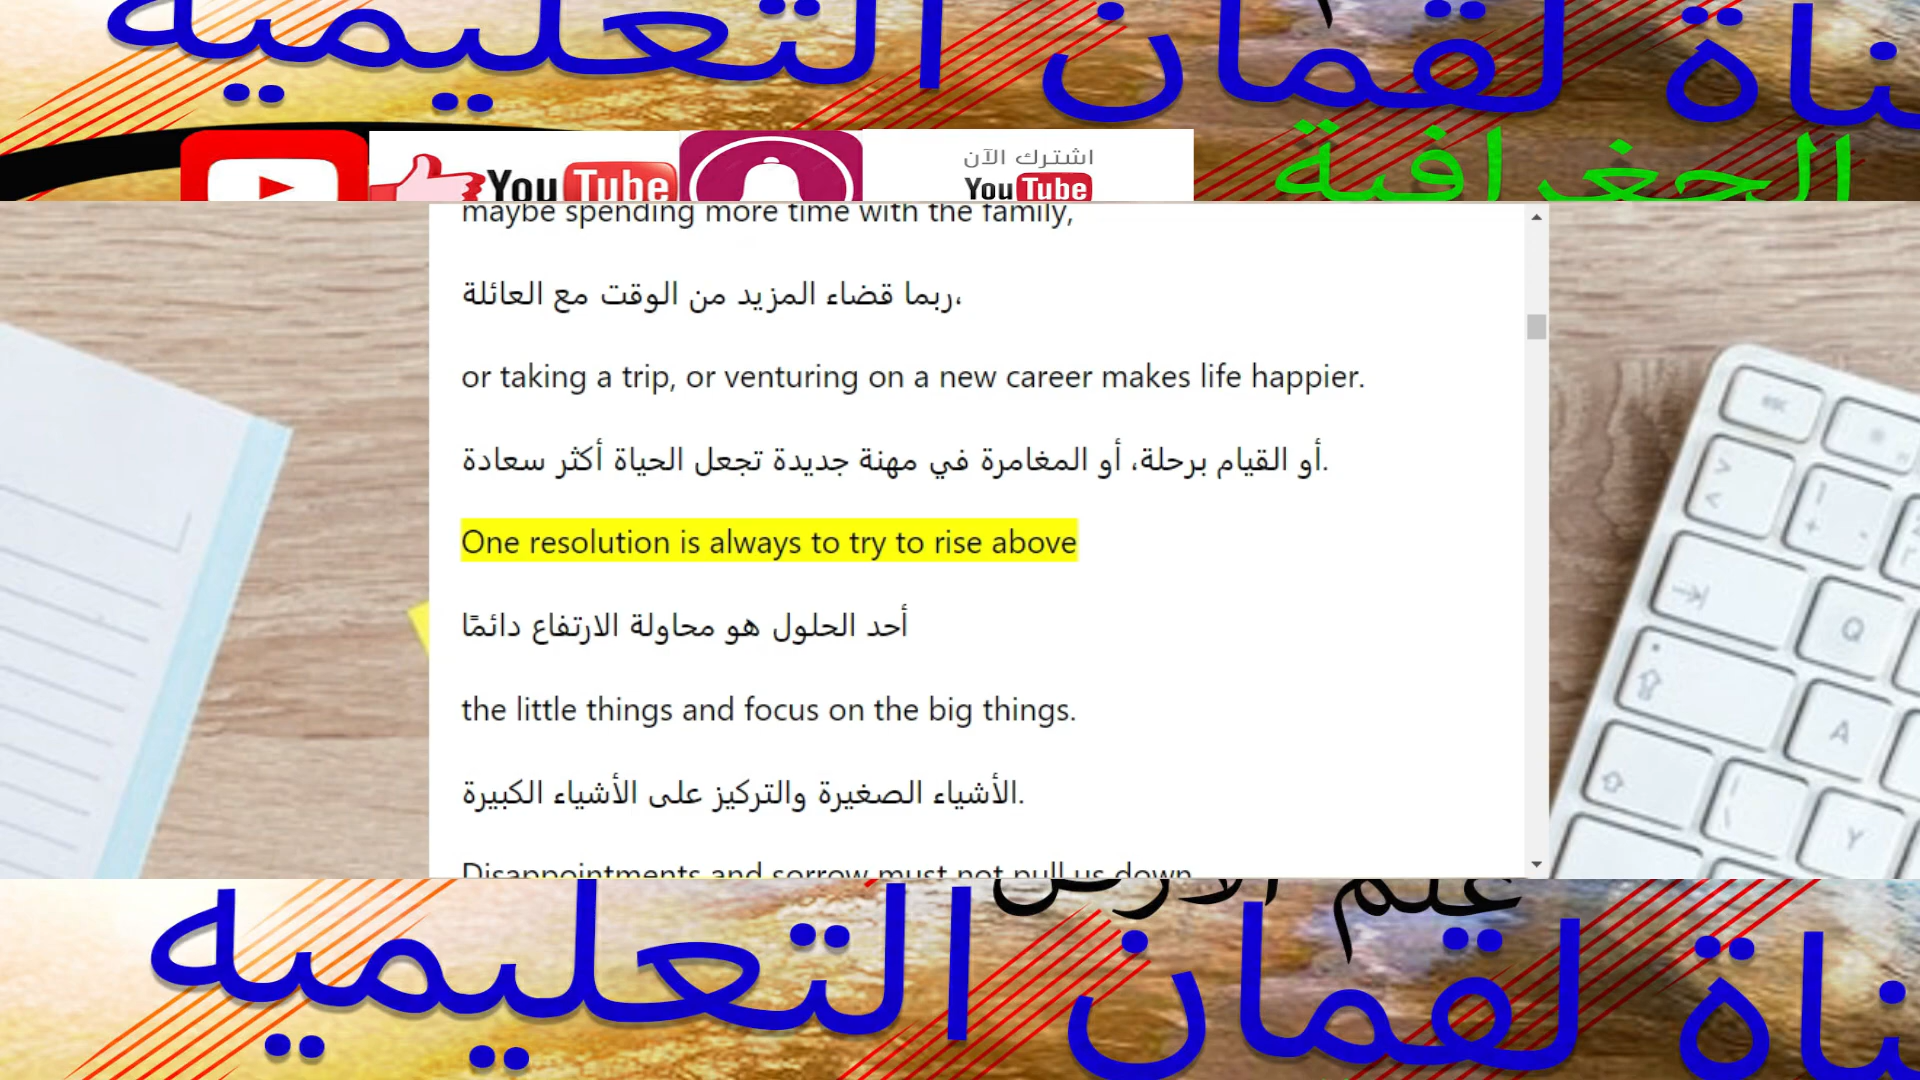 قناة لقمان التعليمية
الجغرافية
YouTube
اشترك الآن
YouTube
maybe spending more time with the family,
ربما قضاء المزيد من الوقت مع العائلة،
or taking a trip, or venturing on a new career makes life happier.
أو القيام برحلة، أو المغامرة في مهنة جديدة تجعل الحياة أكثر سعادة.
One resolution is always to try to rise above
أحد الحلول هو محاولة الارتفاع دائمًا
the little things and focus on the big things.
الأشياء الصغيرة والتركيز على الأشياء الكبيرة.
Disappointments and sorrow must not pull us down
علم الارض
قناة لقمان التعليمية
esc
Q
A
Y